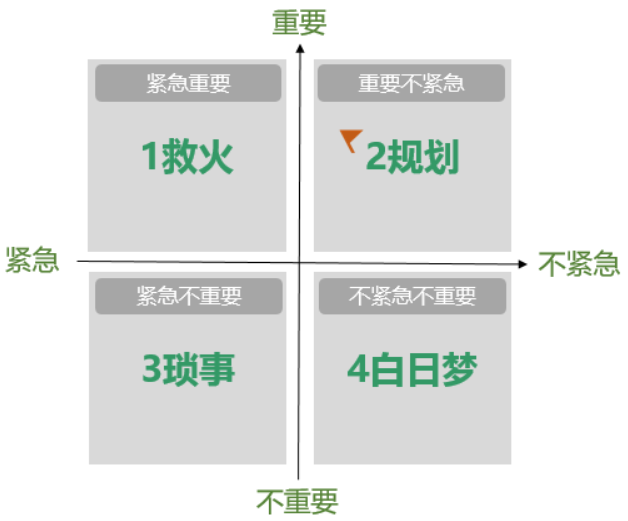 重要
紧急重要
重要不紧急
1救火
2规划
紧急
不紧急
紧急不重要
不紧急不重要
3琐事
4白日梦
不重要